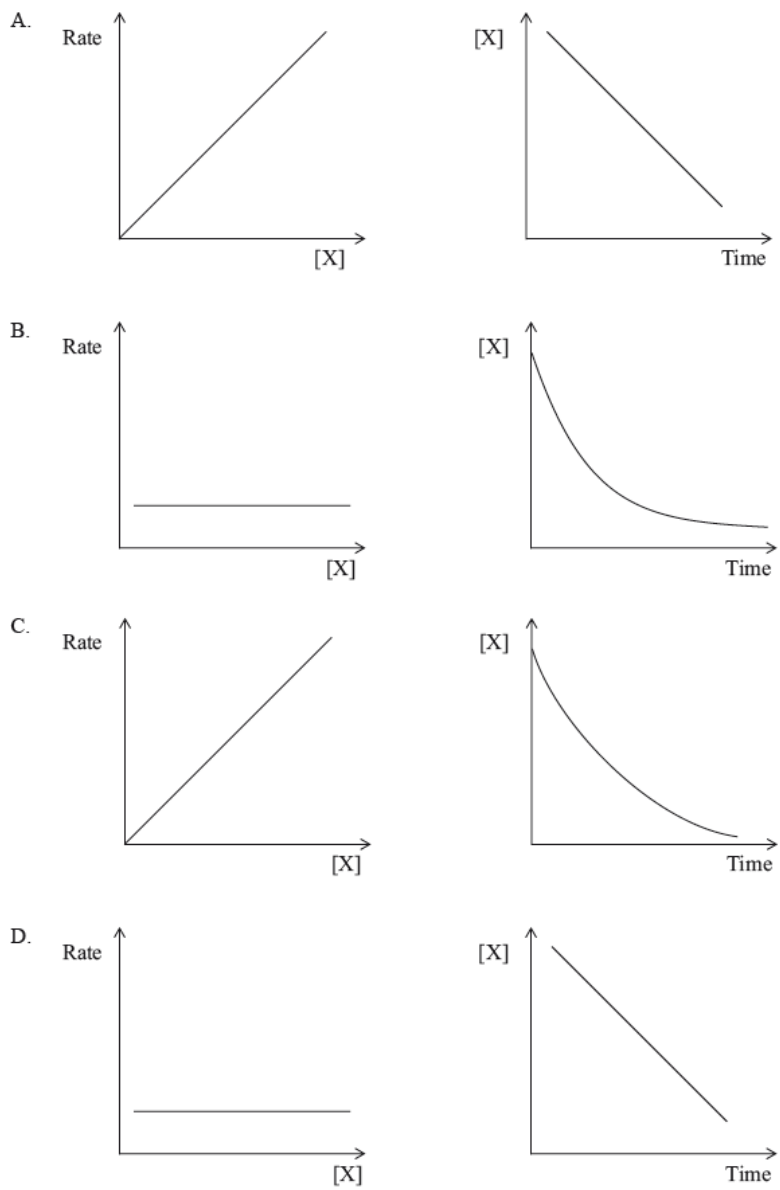 A.
Rate
[X]
[X]
Time
B.
Rate
[X]
[X]
Time
C.
Rate
[X]
[X]
Time
D.
Rate
[X]
[X]
Time